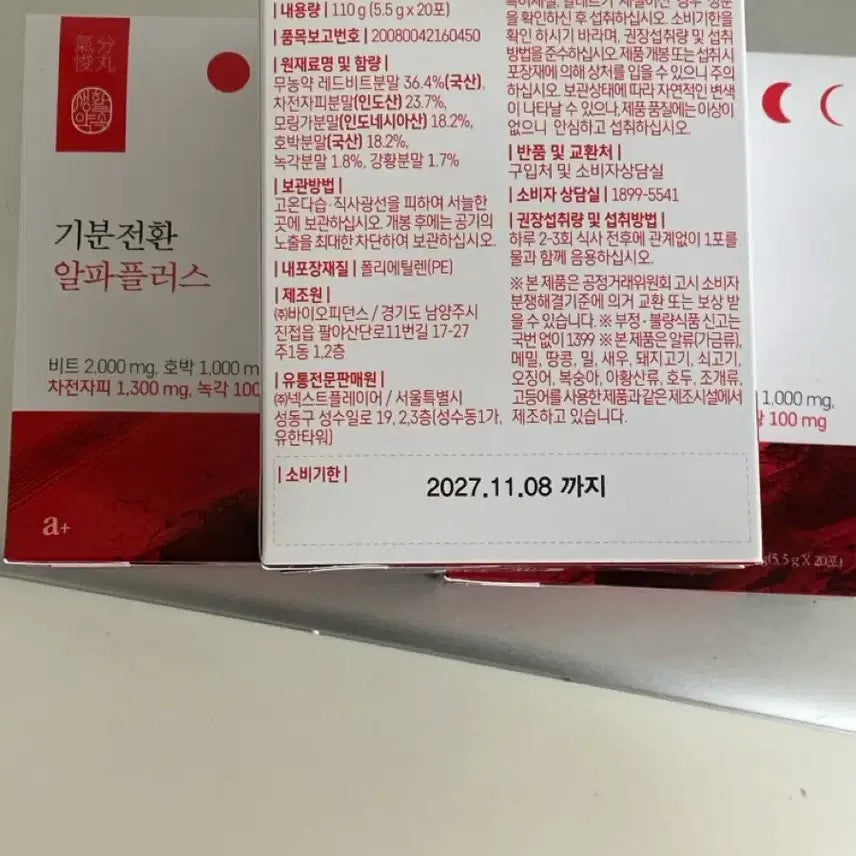 氣分
悛丸
생활
약속
기분전환
알파플러스
비트 2,000 mg, 호박 1,000 m
차전자피 1,300 mg, 녹각 100
a+
| 내용량 | 110 g (5.5 g x 20포)
| 품목보고번호 | 20080042160450
| 원재료명 및 함량 |
무농약 레드비트분말 36.4%(국산),
차전자피분말(인도산) 23.7%,
모링가분말(인도네시아산) 18.2%,
호박분말(국산) 18.2%,
녹각분말 1.8%, 강황분말 1.7%
| 보관방법 |
고온다습·직사광선을 피하여 서늘한
곳에 보관하십시오. 개봉 후에는 공기의
노출을 최대한 차단하여 보관하십시오.
| 내포장재질 | 폴리에틸렌(PE)
| 제조원 |
㈜바이오피던스 / 경기도 남양주시
진접읍 팔야산단로11번길 17-27
주1동 1,2층
| 유통전문판매원 |
㈜넥스트플레이어 / 서울특별시
성동구 성수일로 19, 2,3층(성수동1가,
유한타워)
특이체질, 알레르기 체질이신 경우 성분
을 확인하신 후 섭취하십시오. 소비기한을
확인 하시기 바라며, 권장섭취량 및 섭취
방법을 준수하십시오. 제품 개봉 또는 섭취 시
포장재에 의해 상처를 입을 수 있으니 주의
하십시오. 보관상태에 따라 자연적인 변색
이 나타날 수 있으나, 제품 품질에는 이상이
없으니 안심하고 섭취하십시오.
| 반품 및 교환처 |
구입처 및 소비자상담실
| 소비자 상담실 | 1899-5541
| 권장섭취량 및 섭취방법 |
하루 2-3회 식사 전후에 관계없이 1포를
물과 함께 음용하십시오.
※ 본 제품은 공정거래위원회 고시 소비자
분쟁해결기준에 의거 교환 또는 보상 받
을 수 있습니다. ※ 부정·불량식품 신고는
국번 없이 1399 ※ 본 제품은 알류(가금류),
메밀, 땅콩, 밀, 새우, 돼지고기, 쇠고기,
오징어, 복숭아, 아황산류, 호두, 조개류,
고등어를 사용한 제품과 같은 제조시설에서
제조하고 있습니다.
| 소비기한 |
2027.11.08 까지
1,000 mg,
100 mg
g(5.5 g X 20포)